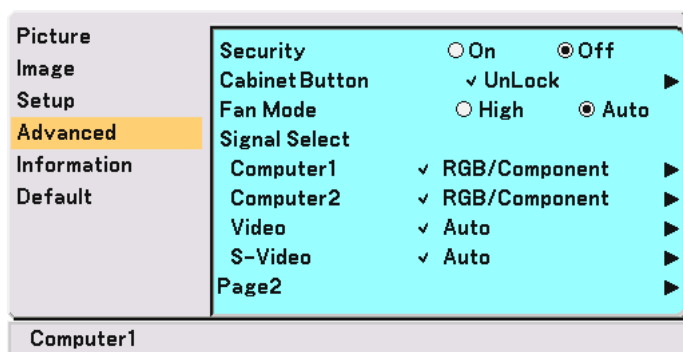 Picture
Image
Setup
Advanced
Information
Default
Security On Off
Cabinet Button UnLock
Fan Mode High Auto
Signal Select
Computer1 RGB/Component
Computer2 RGB/Component
Video Auto
S-Video Auto
Page2
Computer1